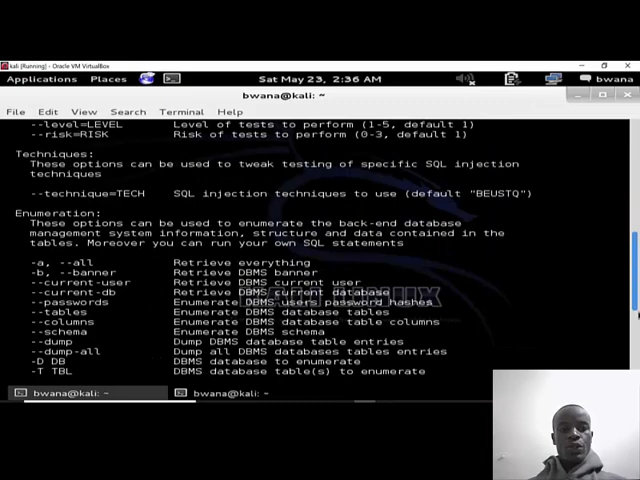 kali [Running] - Oracle VM VirtualBox
Applications Places Sat May 23, 2:36 AM bwana
bwana@kali: ~
File Edit View Search Terminal Help
--level=LEVEL Level of tests to perform (1-5, default 1)
--risk=RISK Risk of tests to perform (0-3, default 1)
Techniques:
These options can be used to tweak testing of specific SQL injection
techniques
--technique=TECH SQL injection techniques to use (default "BEUSTQ")
Enumeration:
These options can be used to enumerate the back-end database
management system information, structure and data contained in the
tables. Moreover you can run your own SQL statements
-a, --all Retrieve everything
-b, --banner Retrieve DBMS banner
--current-user Retrieve DBMS current user
--current-db Retrieve DBMS current database
--passwords Enumerate DBMS users password hashes
--tables Enumerate DBMS database tables
--columns Enumerate DBMS database table columns
--schema Enumerate DBMS schema
--dump Dump DBMS database table entries
--dump-all Dump all DBMS databases tables entries
-D DB DBMS database to enumerate
-T TBL DBMS database table(s) to enumerate
bwana@kali: ~ bwana@kali: ~